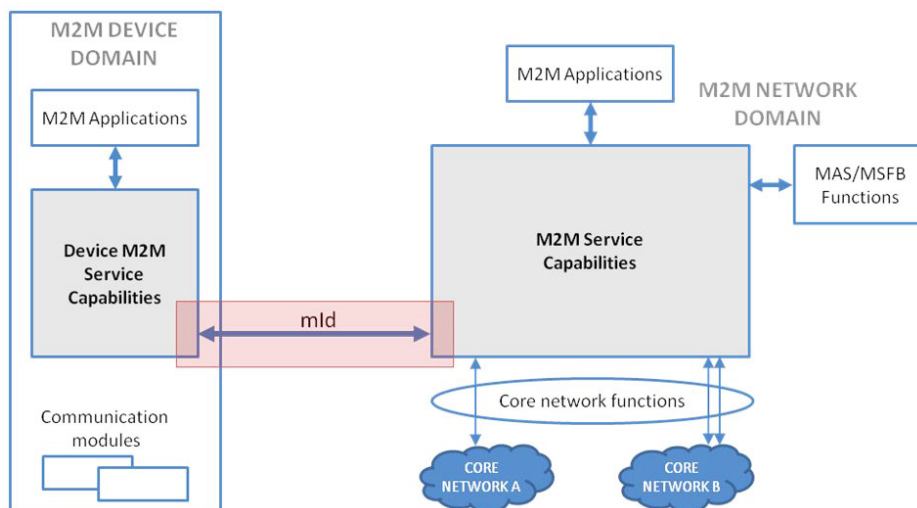 M2M DEVICE
DOMAIN
M2M Applications
Device M2M
Service
Capabilities
Communication
modules
mId
M2M Applications
M2M NETWORK
DOMAIN
MAS/MSFB
Functions
M2M Service
Capabilities
Core network functions
CORE
NETWORK A
CORE
NETWORK B